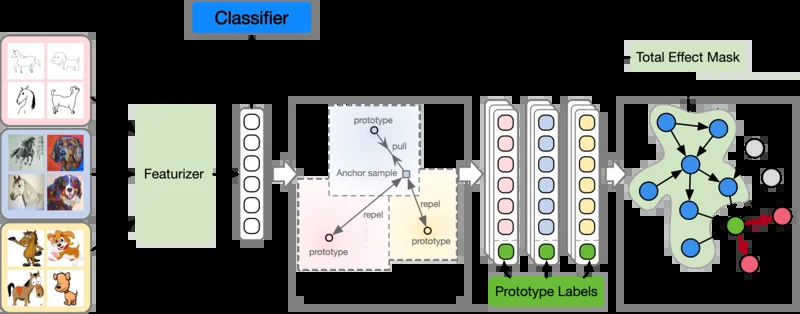 Classifier
Total Effect Mask
Featurizer
prototype
pull
Anchor sample
repel
repel
prototype
prototype
Prototype Labels